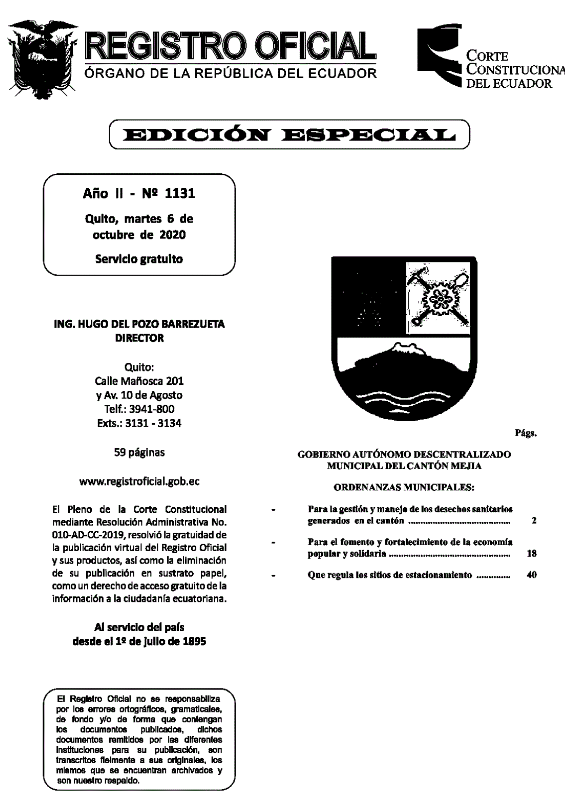 REGISTRO OFICIAL
ÓRGANO DE LA REPÚBLICA DEL ECUADOR
CORTE
CONSTITUCIONA
DEL ECUADOR
EDICIÓN ESPECIAL
Año II - Nº 1131
Quito, martes 6 de
octubre de 2020
Servicio gratuito
ING. HUGO DEL POZO BARREZUETA
DIRECTOR
Quito:
Calle Mañosca 201
y Av. 10 de Agosto
Telf.: 3941-800
Exts.: 3131 - 3134
59 páginas
www.registroficial.gob.ec
El Pleno de la Corte Constitucional
mediante Resolución Administrativa No.
010-AD-CC-2019, resolvió la gratuidad de
la publicación virtual del Registro Oficial
y sus productos, así como la eliminación
de su publicación en sustrato papel,
como un derecho de acceso gratuito de la
información a la ciudadanía ecuatoriana.
Al servicio del país
desde el 1º de julio de 1895
El Registro Oficial no se responsabiliza
por los errores ortográficos, gramaticales,
de fondo y/o de forma que contengan
los documentos publicados, dichos
documentos remitidos por las diferentes
instituciones para su publicación, son
transcritos fielmente a sus originales, los
mismos que se encuentran archivados y
son nuestro respaldo.
Págs.
GOBIERNO AUTÓNOMO DESCENTRALIZADO
MUNICIPAL DEL CANTÓN MEJIA
ORDENANZAS MUNICIPALES:
- Para la gestión y manejo de los desechos sanitarios
generados en el cantón ......................................... 2
- Para el fomento y fortalecimiento de la economía
popular y solidaria ................................................ 18
- Que regula los sitios de estacionamiento .............. 40